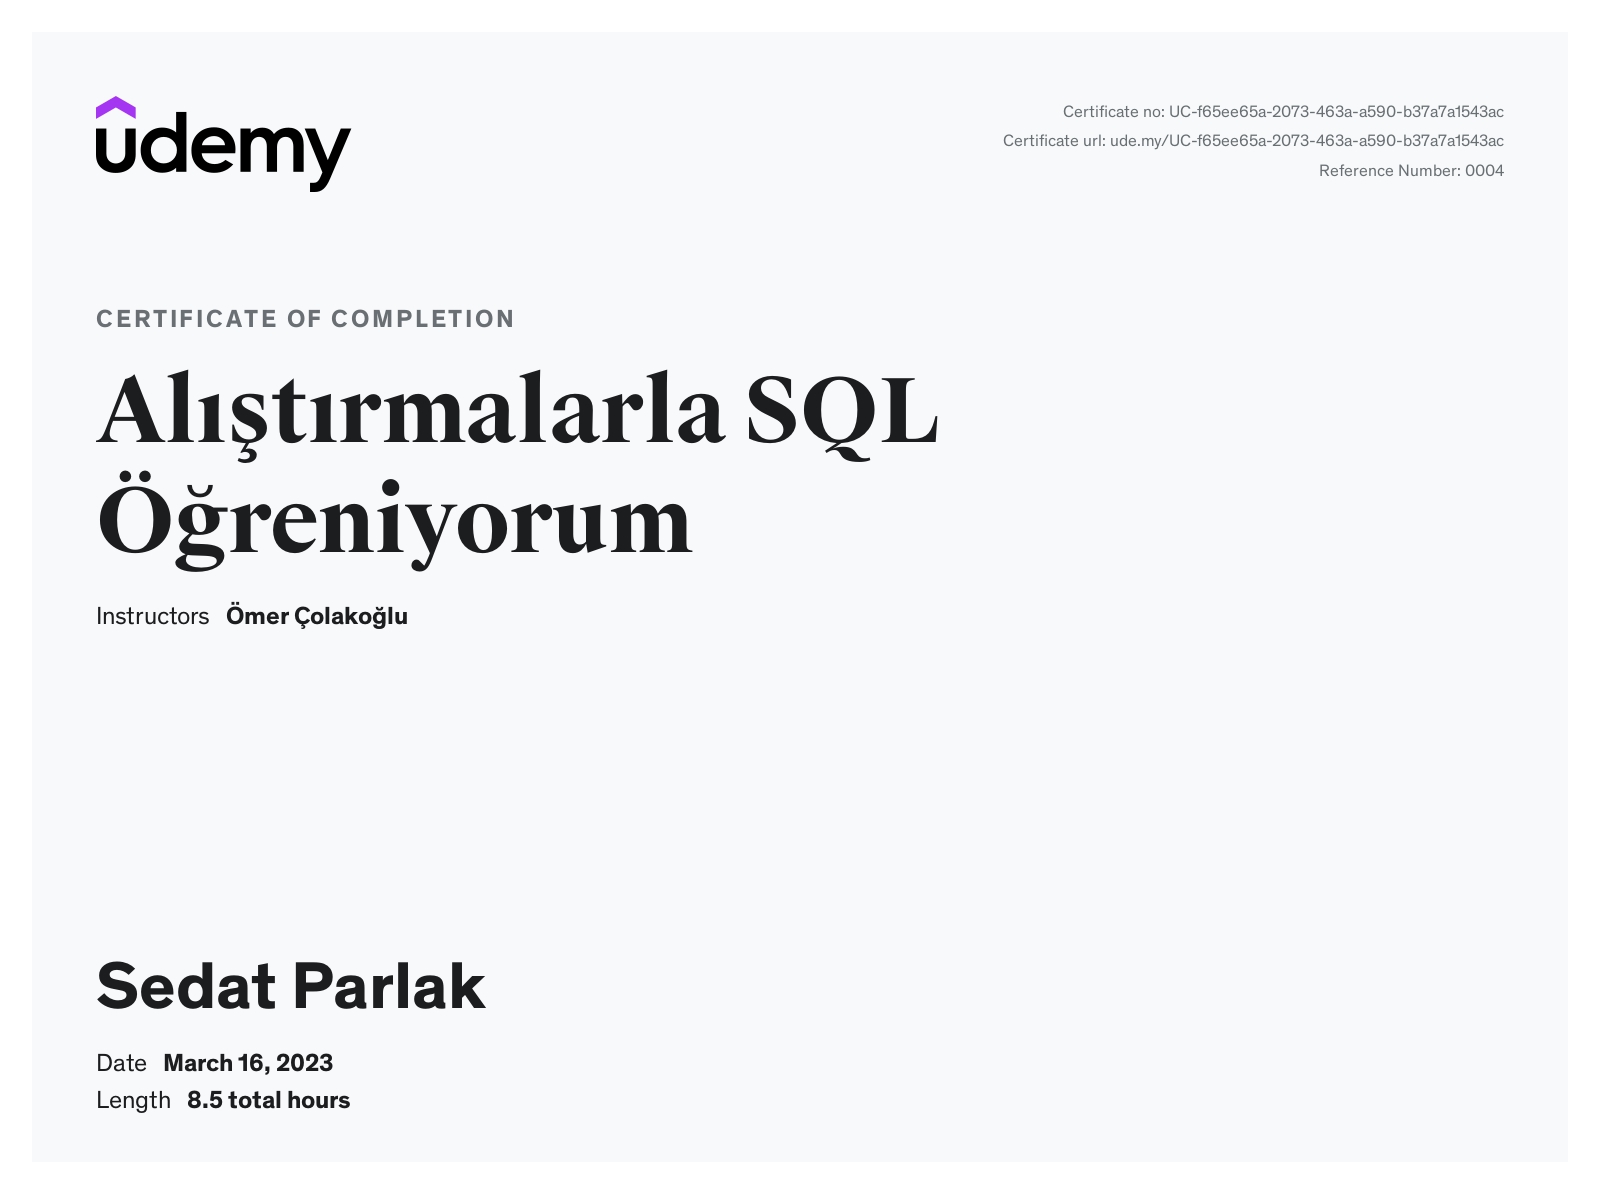 udemy
Certificate no: UC-f65ee65a-2073-463a-a590-b37a7a1543ac
Certificate url: ude.my/UC-f65ee65a-2073-463a-a590-b37a7a1543ac
Reference Number: 0004
CERTIFICATE OF COMPLETION
Alıştırmalarla SQL
Öğreniyorum
Instructors Ömer Çolakoğlu
Sedat Parlak
Date March 16, 2023
Length 8.5 total hours